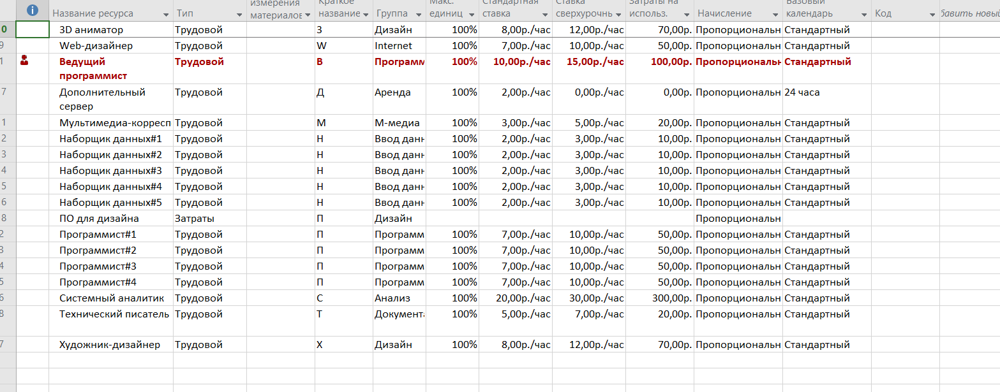 измерения Краткое Макс. Стандартная Ставка Затраты на Базовый
Название ресурса Тип материалов название Группа единиц ставка сверхурочнь использ. Начисление календарь Код бавить новый
0 3D аниматор Трудовой 3 Дизайн 100% 8,00р./час 12,00р./час 70,00р. Пропорциональн Стандартный
9 Web-дизайнер Трудовой W Internet 100% 7,00р./час 10,00р./час 50,00р. Пропорциональн Стандартный
1 Ведущий Трудовой В Программ 100% 10,00р./час 15,00р./час 100,00р. Пропорциональн Стандартный
программист
7 Дополнительный Трудовой Д Аренда 100% 2,00р./час 0,00р./час 0,00р. Пропорциональн 24 часа
сервер
1 Мультимедиа-корресп Трудовой М М-медиа 100% 3,00р./час 5,00р./час 20,00р. Пропорциональн Стандартный
2 Наборщик данных#1 Трудовой Н Ввод данн 100% 2,00р./час 3,00р./час 10,00р. Пропорциональн Стандартный
3 Наборщик данных#2 Трудовой Н Ввод данн 100% 2,00р./час 3,00р./час 10,00р. Пропорциональн Стандартный
4 Наборщик данных#3 Трудовой Н Ввод данн 100% 2,00р./час 3,00р./час 10,00р. Пропорциональн Стандартный
5 Наборщик данных#4 Трудовой Н Ввод данн 100% 2,00р./час 3,00р./час 10,00р. Пропорциональн Стандартный
6 Наборщик данных#5 Трудовой Н Ввод данн 100% 2,00р./час 3,00р./час 10,00р. Пропорциональн Стандартный
8 ПО для дизайна Затраты П Дизайн Пропорциональн
2 Программист#1 Трудовой П Программ 100% 7,00р./час 10,00р./час 50,00р. Пропорциональн Стандартный
3 Программист#2 Трудовой П Программ 100% 7,00р./час 10,00р./час 50,00р. Пропорциональн Стандартный
4 Программист#3 Трудовой П Программ 100% 7,00р./час 10,00р./час 50,00р. Пропорциональн Стандартный
5 Программист#4 Трудовой П Программ 100% 7,00р./час 10,00р./час 50,00р. Пропорциональн Стандартный
6 Системный аналитик Трудовой С Анализ 100% 20,00р./час 30,00р./час 300,00р. Пропорциональн Стандартный
8 Технический писатель Трудовой Т Документа 100% 5,00р./час 7,00р./час 20,00р. Пропорциональн Стандартный
7 Художник-дизайнер Трудовой Х Дизайн 100% 8,00р./час 12,00р./час 70,00р. Пропорциональн Стандартный